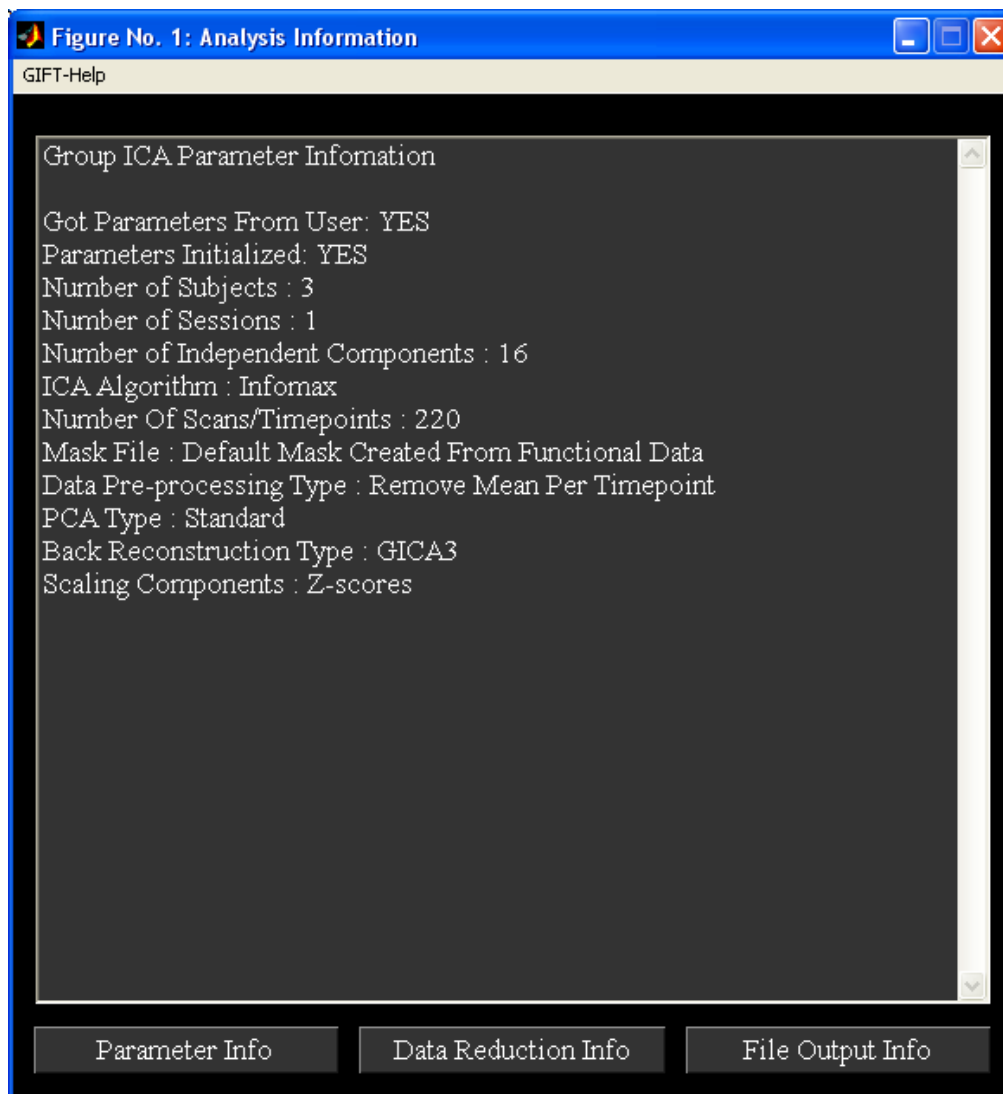 Figure No. 1: Analysis Information
GIFT-Help
Group ICA Parameter Infomation
Got Parameters From User: YES
Parameters Initialized: YES
Number of Subjects : 3
Number of Sessions : 1
Number of Independent Components : 16
ICA Algorithm : Infomax
Number Of Scans/Timepoints : 220
Mask File : Default Mask Created From Functional Data
Data Pre-processing Type : Remove Mean Per Timepoint
PCA Type : Standard
Back Reconstruction Type : GICA3
Scaling Components : Z-scores
Parameter Info
Data Reduction Info
File Output Info